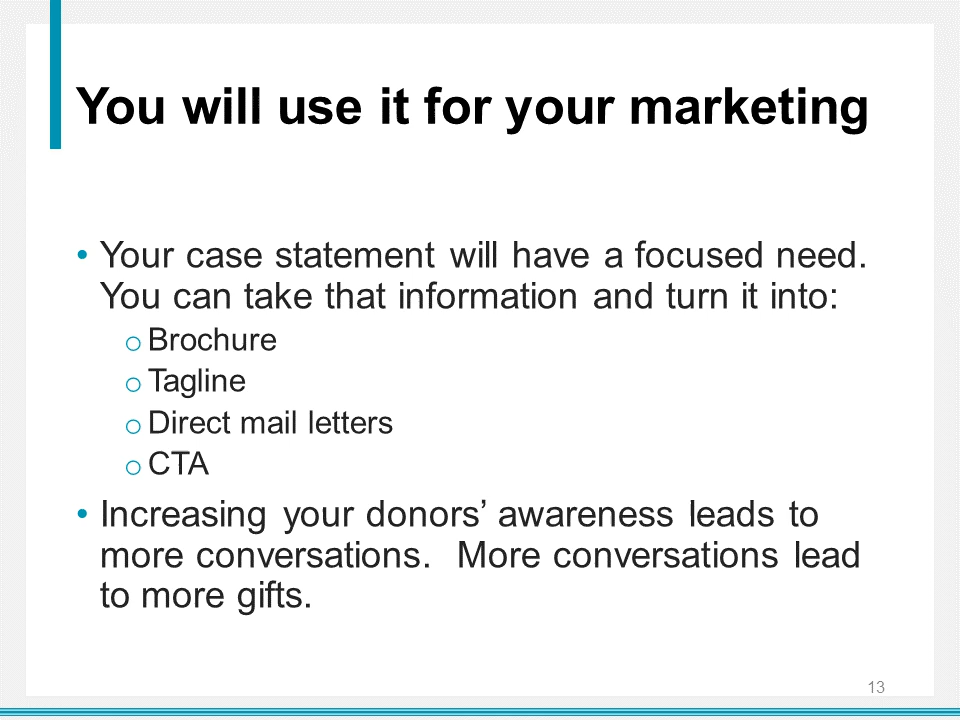 You will use it for your marketing
• Your case statement will have a focused need.
You can take that information and turn it into:
o Brochure
o Tagline
o Direct mail letters
o CTA
• Increasing your donors’ awareness leads to
more conversations.  More conversations lead
to more gifts.
13